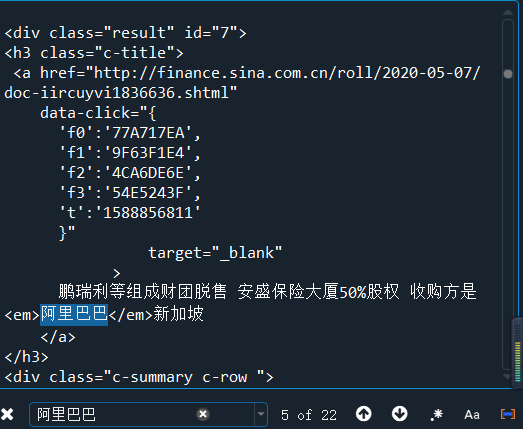 <div class="result" id="7">
<h3 class="c-title">
<a href="http://finance.sina.com.cn/roll/2020-05-07/
doc-iircuyvi1836636.shtml"
data-click="{
'f0':'77A717EA',
'f1':'9F63F1E4',
'f2':'4CA6DE6E',
'f3':'54E5243F',
't':'1588856811'
}"
target="_blank"
>
鹏瑞利等组成财团脱售 安盛保险大厦50%股权 收购方是
<em>阿里巴巴</em>新加坡
</a>
</h3>
<div class="c-summary c-row ">
阿里巴巴 5 of 22 .* Aa